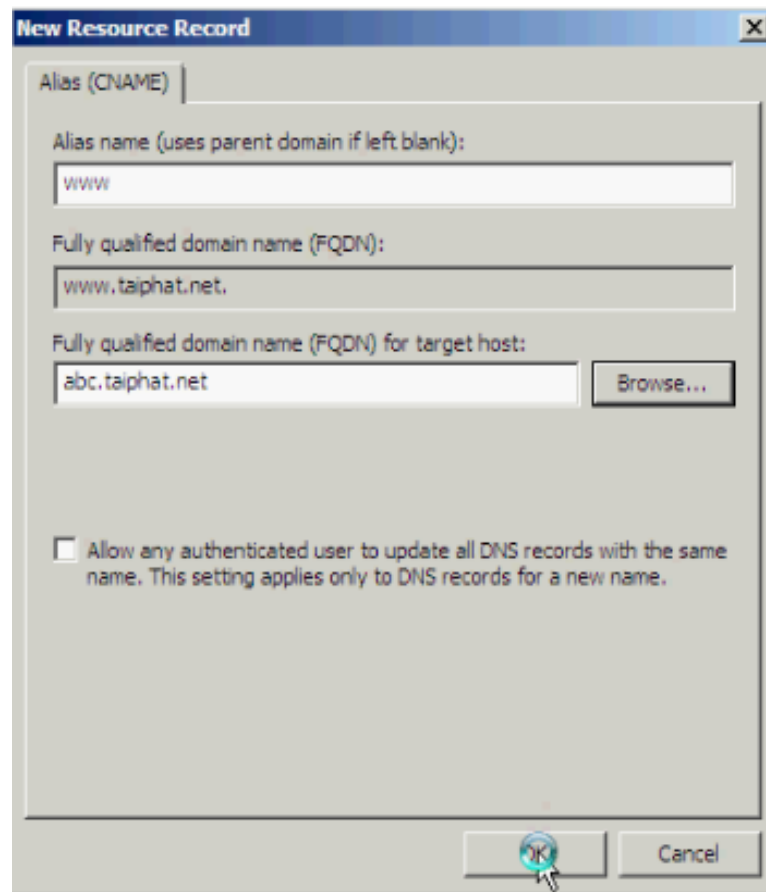 New Resource Record
Alias (CNAME)
Alias name (uses parent domain if left blank):
www
Fully qualified domain name (FQDN):
www.taiphat.net.
Fully qualified domain name (FQDN) for target host:
abc.taiphat.net
Browse...
Allow any authenticated user to update all DNS records with the same
name. This setting applies only to DNS records for a new name.
OK
Cancel